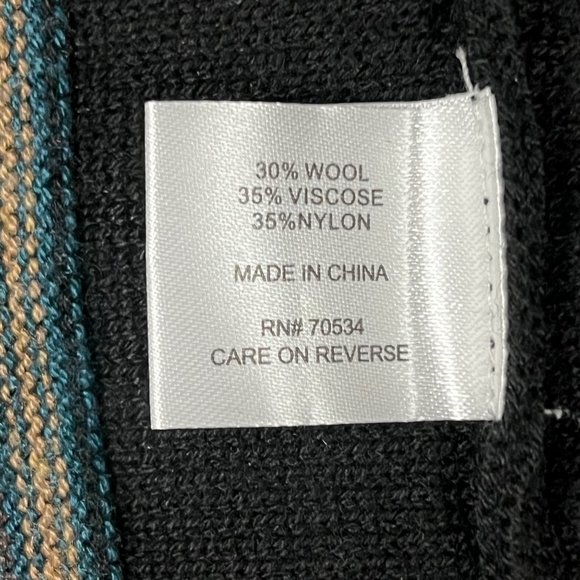 30% WOOL
35% VISCOSE
35%NYLON
MADE IN CHINA
RN# 70534
CARE ON REVERSE